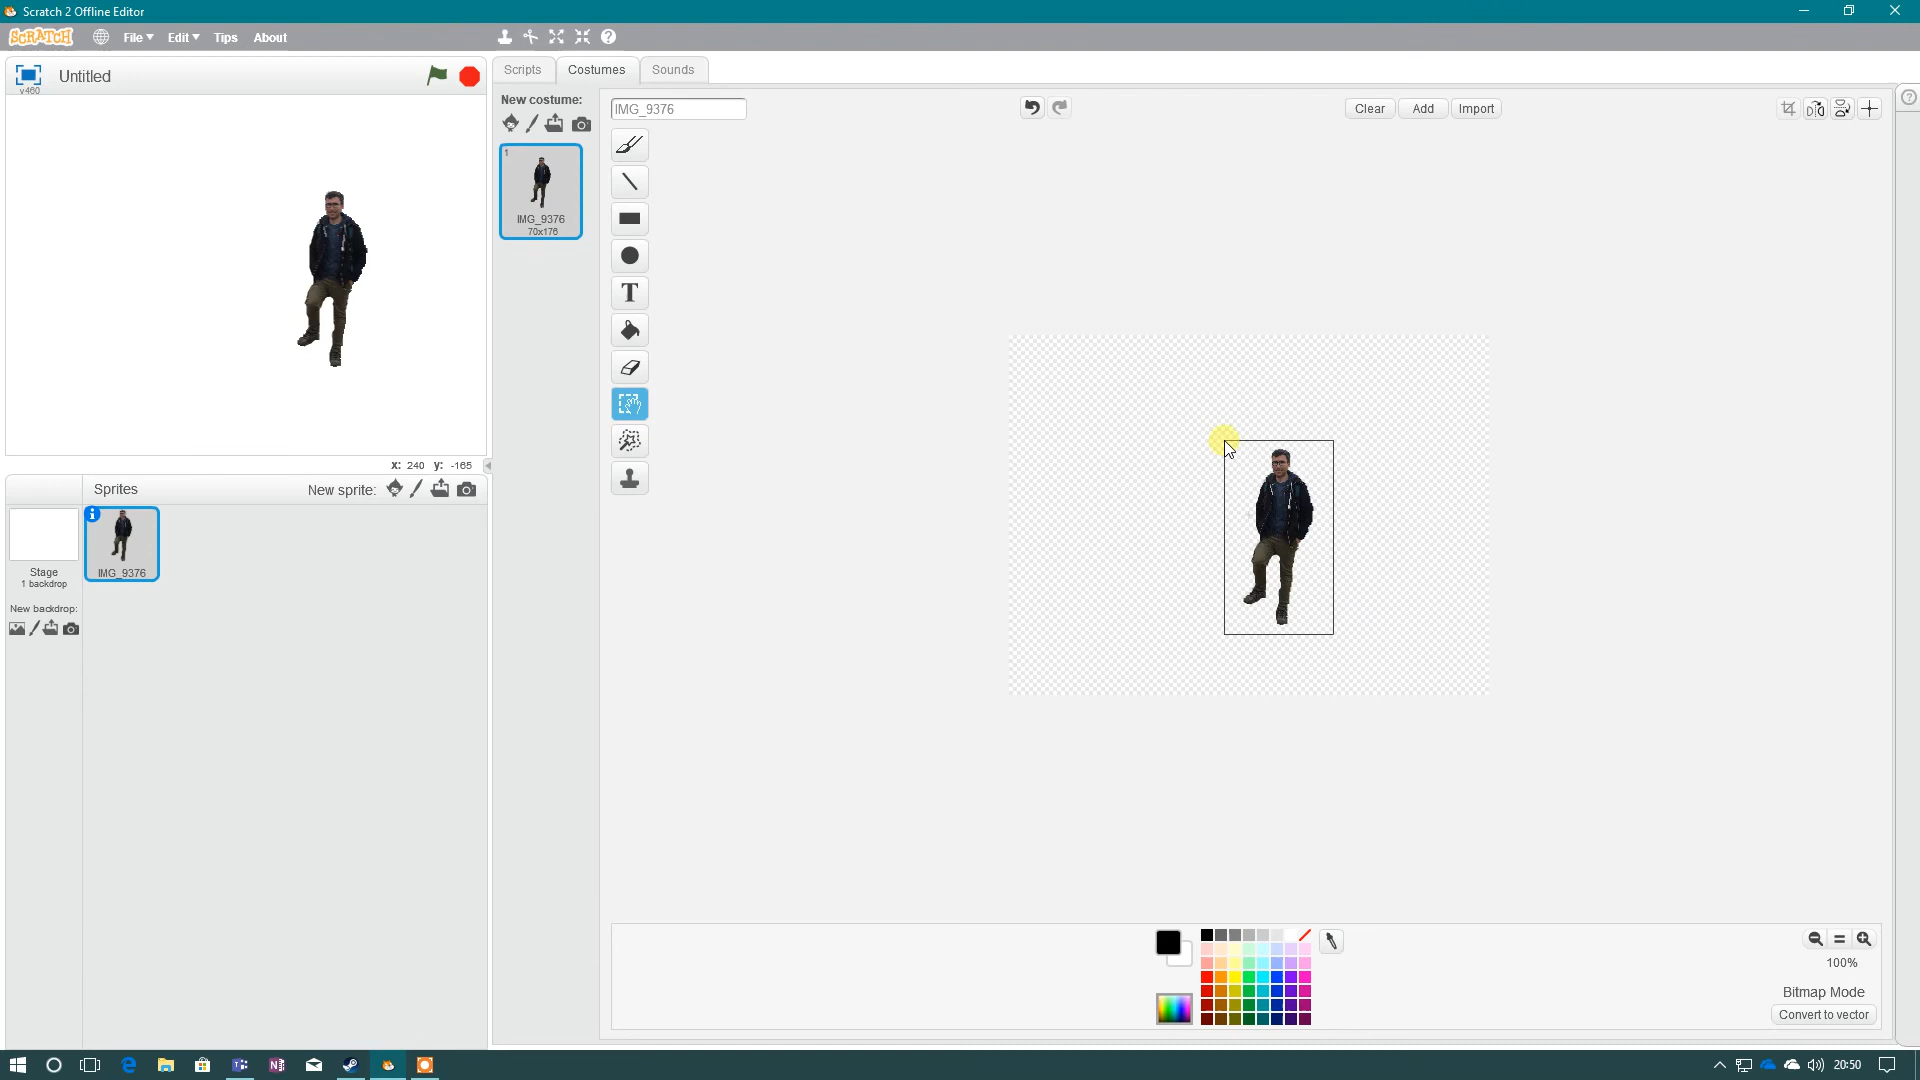 Scratch 2 Offline Editor
SCRATCH File Edit Tips About
Untitled
v460
Scripts Costumes Sounds
New costume:
IMG_9376
Clear Add Import
1
IMG_9376
70x176
T
x: 240 y: -165
Sprites New sprite:
IMG_9376
Stage
1 backdrop
New backdrop:
100%
Bitmap Mode
Convert to vector
20:50